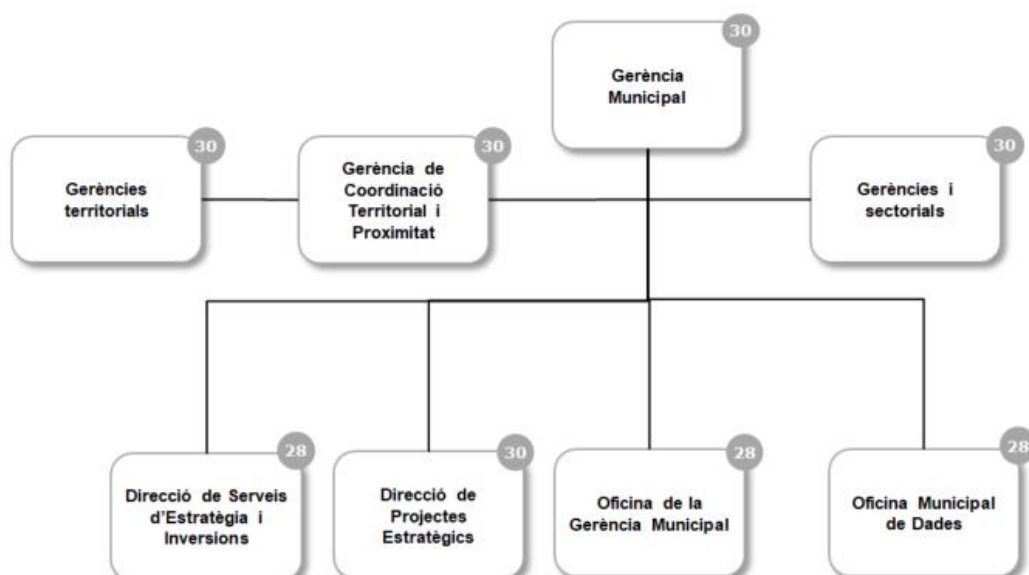 30
Gerència
Municipal
30
Gerències
territorials
30
Gerència de
Coordinació
Territorial i
Proximitat
30
Gerències i
sectorials
28
Direcció de Serveis
d'Estratègia i
Inversions
30
Direcció de
Projectes
Estratègics
28
Oficina de la
Gerència Municipal
28
Oficina Municipal
de Dades